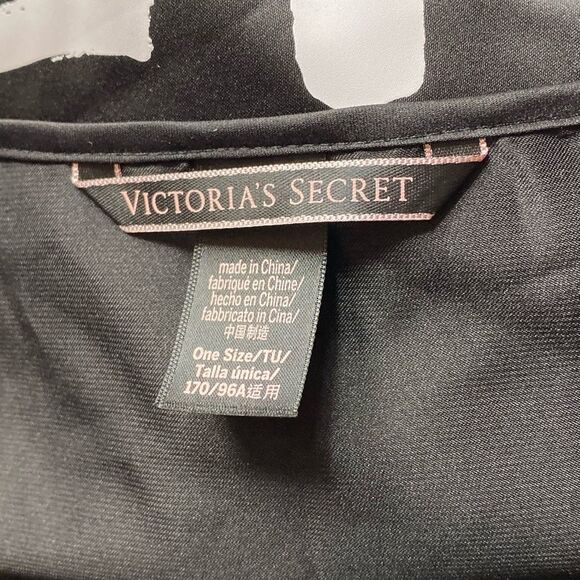 VICTORIA'S SECRET
made in China/
fabriqué en Chine/
hecho en China/
fabbricato in Cina/
中国制造
One Size/TU/
Talla única/
170/96A适用